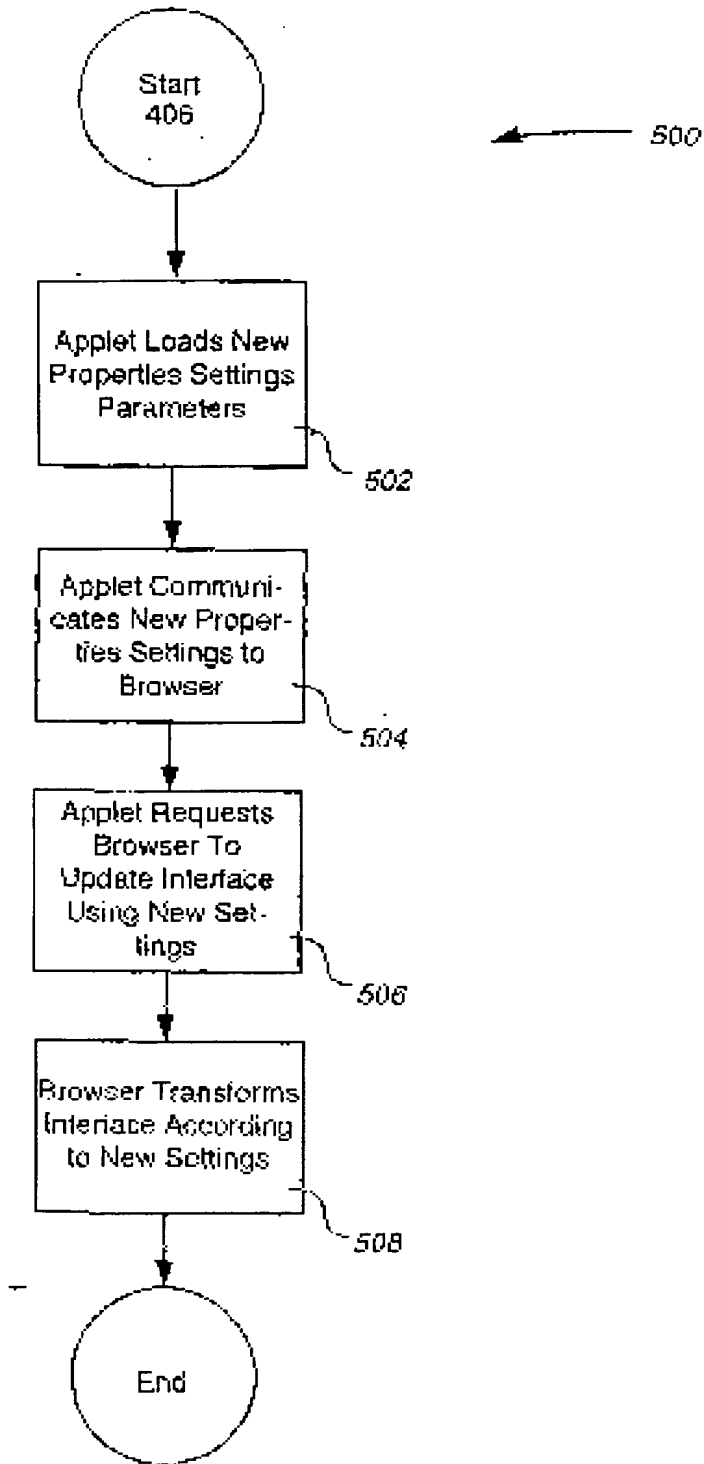 Start
406
500
Applet Loads New
Properties Settings
Parameters
502
Applet Communi-
cates New Proper-
ties Settings to
Browser
504
Applet Requests
Browser To
Update Interface
Using New Set-
tings
506
Browser Transforms
Interface According
to New Settings
508
End